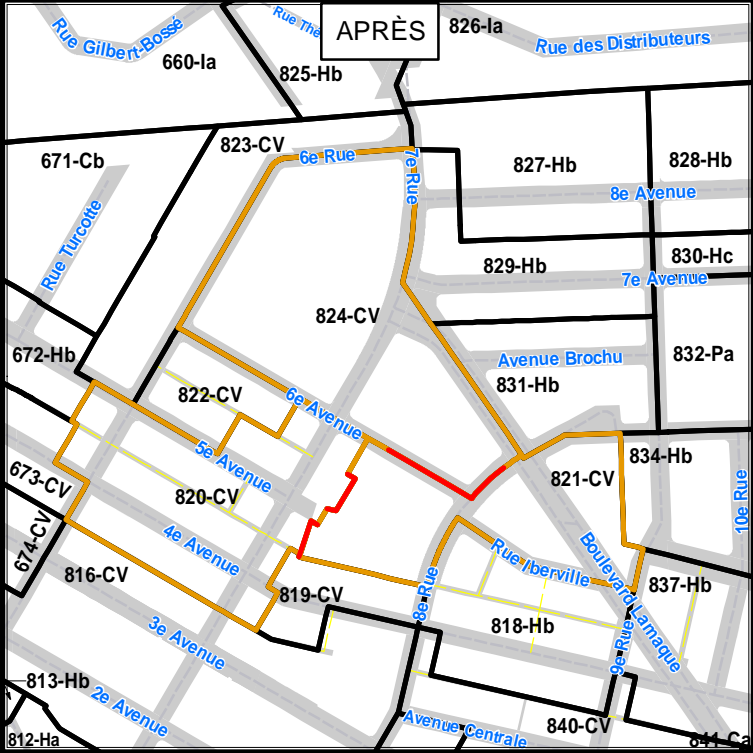 APRÈS
Rue Gilbert-Bossé
Rue The
826-Ia
Rue des Distributeurs
660-Ia
825-Hb
671-Cb
823-CV
6e Rue
7e Rue
827-Hb
828-Hb
8e Avenue
Rue Turcotte
829-Hb
830-Hc
7e Avenue
824-CV
672-Hb
Avenue Brochu
832-Pa
831-Hb
822-CV
6e Avenue
5e Avenue
673-CV
820-CV
821-CV
834-Hb
10e Rue
674-CV
4e Avenue
816-CV
819-CV
8e Rue
Rue Iberville
Boulevard Lamaque
837-Hb
818-Hb
9e Rue
3e Avenue
813-Hb
2e Avenue
812-Ha
Avenue Centrale
840-CV
841-Ca